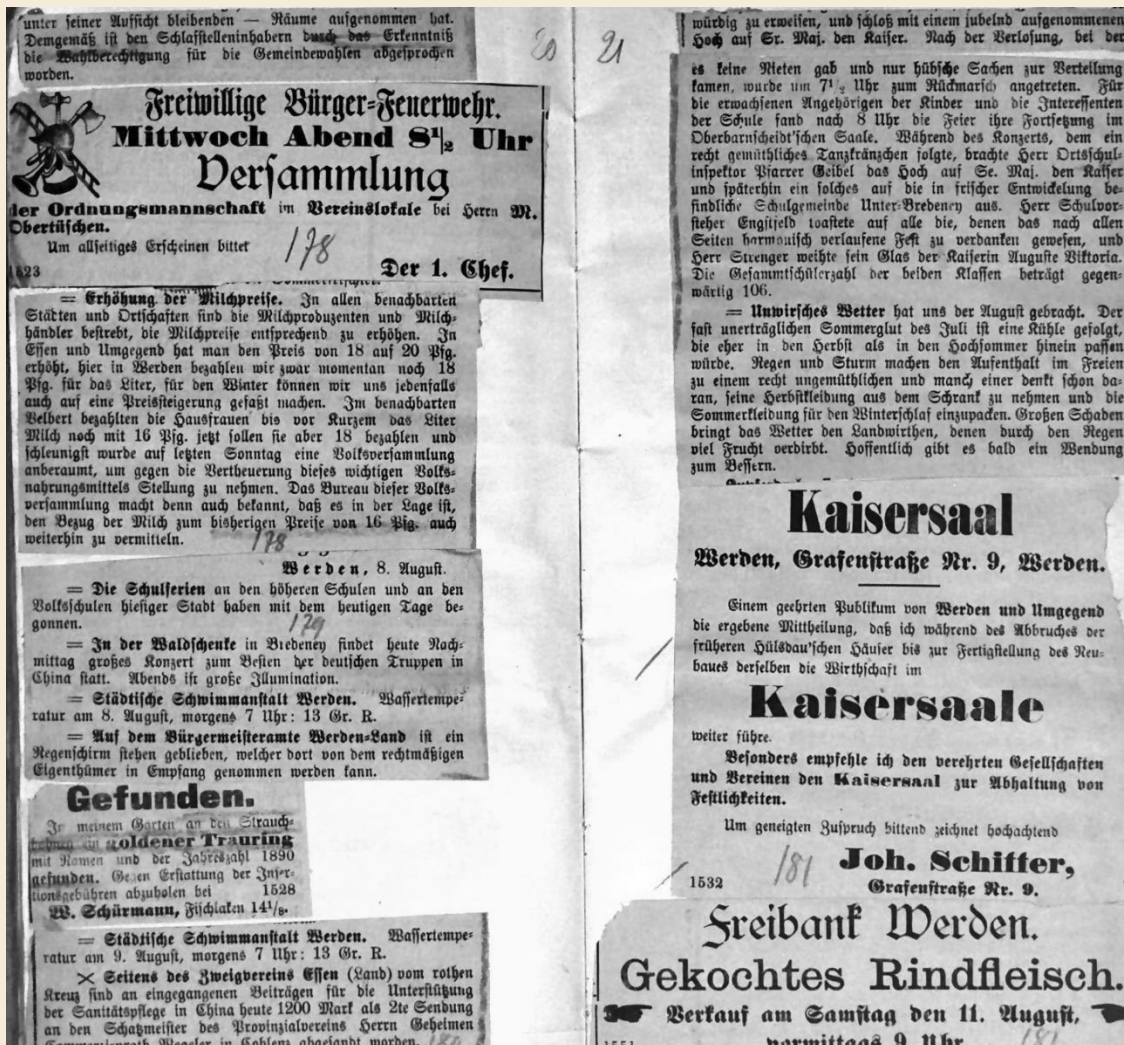 unter seiner Aufsicht bleibenden — Räume aufgenommen hat.
Demgemäß ist den Schlafstelleninhabern durch das Erkenntniß
die Wahlberechtigung für die Gemeindewahlen abgesprochen
worden.
20
Freiwillige Bürger-Feuerwehr.
Mittwoch Abend 8½ Uhr
Versammlung
der Ordnungsmannschaft im Vereinslokale bei Herrn M.
Obertüschen.
Um allseitiges Erscheinen bittet
178
1523 Der 1. Chef.
= Erhöhung der Milchpreise. In allen benachbarten
Städten und Ortschaften sind die Milchproduzenten und Milch-
händler bestrebt, die Milchpreise entsprechend zu erhöhen. In
Essen und Umgegend hat man den Preis von 18 auf 20 Pfg.
erhöht, hier in Werden bezahlen wir zwar momentan noch 18
Pfg. für das Liter, für den Winter können wir uns jedenfalls
auch auf eine Preissteigerung gefaßt machen. Im benachbarten
Velbert bezahlten die Hausfrauen bis vor Kurzem das Liter
Milch noch mit 16 Pfg. jetzt sollen sie aber 18 bezahlen und
schleunigst wurde auf letzten Sonntag eine Volksversammlung
anberaumt, um gegen die Vertheuerung dieses wichtigen Volks-
nahrungsmittels Stellung zu nehmen. Das Bureau dieser Volks-
versammlung macht denn auch bekannt, daß es in der Lage ist,
den Bezug der Milch zum bisherigen Preise von 16 Pfg. auch
weiterhin zu vermitteln.
178
Werden, 8. August.
= Die Schulferien an den höheren Schulen und an den
Volksschulen hiesiger Stadt haben mit dem heutigen Tage be-
gonnen.
179
= In der Waldschenke in Bredeney findet heute Nach-
mittag großes Konzert zum Besten der deutschen Truppen in
China statt. Abends ist große Illumination.
= Städtische Schwimmanstalt Werden. Wassertempe-
ratur am 8. August, morgens 7 Uhr: 13 Gr. R.
= Auf dem Bürgermeisteramte Werden-Land ist ein
Regenschirm stehen geblieben, welcher dort von dem rechtmäßigen
Eigenthümer in Empfang genommen werden kann.
Gefunden.
In meinem Garten an den Strauch-
ein goldener Trauring
mit Namen und der Jahreszahl 1890
gefunden. Gegen Erstattung der Inser-
tionsgebühren abzuholen bei 1528
W. Schürmann, Fischlaken 14¹/₈.
= Städtische Schwimmanstalt Werden. Wassertempe-
ratur am 9. August, morgens 7 Uhr: 13 Gr. R.
× Seitens des Zweigvereins Essen (Land) vom rothen
Kreuz sind an eingegangenen Beiträgen für die Unterstützung
der Sanitätspflege in China heute 1200 Mark als 2te Sendung
an den Schatzmeister des Provinzialvereins Herrn Geheimen
Commerzienrath Wegeler in Coblenz abgesandt worden.
21
würdig zu erweisen, und schloß mit einem jubelnd aufgenommenen
Hoch auf Sr. Maj. den Kaiser. Nach der Verlosung, bei der
es keine Nieten gab und nur hübsche Sachen zur Verteilung
kamen, wurde um 7½ Uhr zum Rückmarsch angetreten. Für
die erwachsenen Angehörigen der Kinder und die Interessenten
der Schule fand nach 8 Uhr die Feier ihre Fortsetzung im
Oberbarnscheidt'schen Saale. Während des Konzerts, dem ein
recht gemüthliches Tanzkränzchen folgte, brachte Herr Ortsschul-
inspektor Pfarrer Geibel das Hoch auf Se. Maj. den Kaiser
und späterhin ein solches auf die in frischer Entwickelung be-
findliche Schulgemeinde Unter-Bredeney aus. Herr Schulvor-
steher Engsfeld toastete auf alle die, denen das nach allen
Seiten harmonisch verlaufene Fest zu verdanken gewesen, und
Herr Strenger weihte sein Glas der Kaiserin Auguste Viktoria.
Die Gesammtschülerzahl der beiden Klassen beträgt gegen-
wärtig 106.
= Unwirsches Wetter hat uns der August gebracht. Der
fast unerträglichen Sommerglut des Juli ist eine Kühle gefolgt,
die eher in den Herbst als in den Hochsommer hinein passen
würde. Regen und Sturm machen den Aufenthalt im Freien
zu einem recht ungemüthlichen und manch einer denkt schon da-
ran, seine Herbstkleidung aus dem Schrank zu nehmen und die
Sommerkleidung für den Winterschlaf einzupacken. Großen Schaden
bringt das Wetter den Landwirthen, denen durch den Regen
viel Frucht verdirbt. Hoffentlich gibt es bald ein Wendung
zum Bessern.
Kaisersaal
Werden, Grafenstraße Nr. 9, Werden.
Einem geehrten Publikum von Werden und Umgegend
die ergebene Mittheilung, daß ich während des Abbruches der
früheren Hülsdau'schen Häuser bis zur Fertigstellung des Neu-
baues derselben die Wirthschaft im
Kaisersaale
weiter führe.
Besonders empfehle ich den verehrten Gesellschaften
und Vereinen den Kaisersaal zur Abhaltung von
Festlichkeiten.
Um geneigten Zuspruch bittend zeichnet hochachtend
181 Joh. Schiffer,
1532 Grafenstraße Nr. 9.
Freibank Werden.
Gekochtes Rindfleisch.
Verkauf am Samstag den 11. August,
vormittags 9 Uhr
181